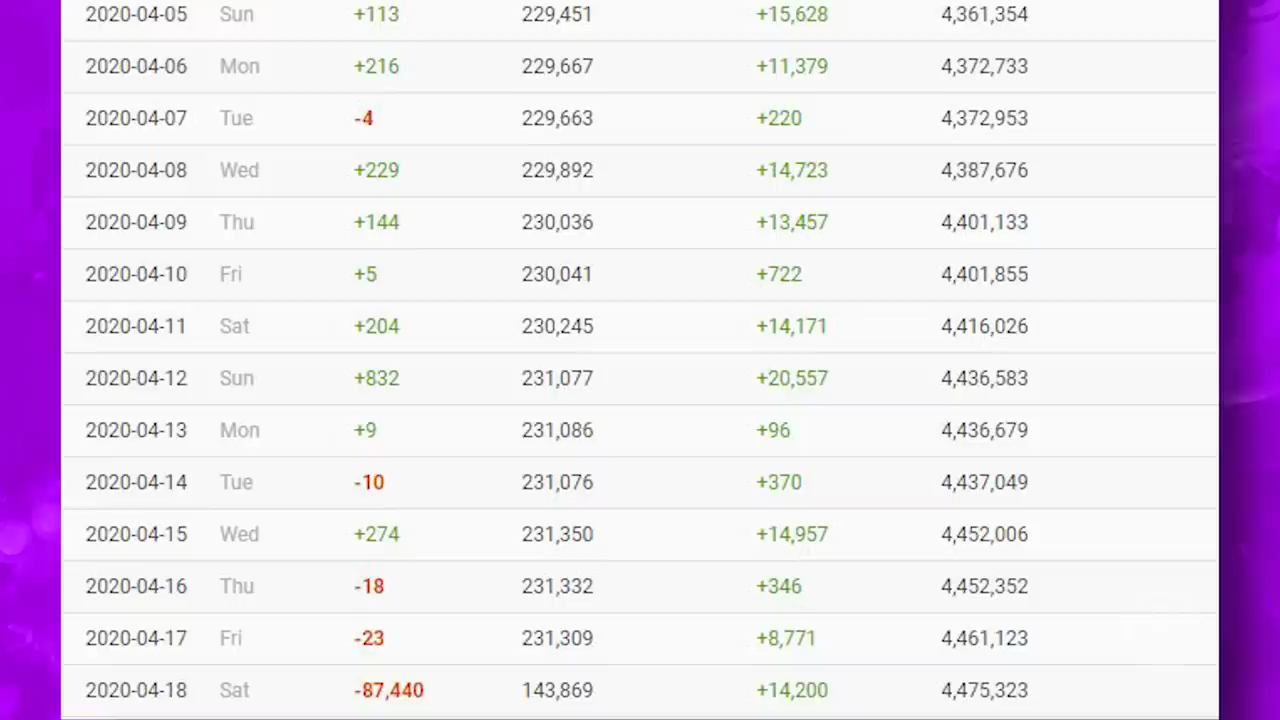 2020-04-05 Sun +113 229,451 +15,628 4,361,354
2020-04-06 Mon +216 229,667 +11,379 4,372,733
2020-04-07 Tue -4 229,663 +220 4,372,953
2020-04-08 Wed +229 229,892 +14,723 4,387,676
2020-04-09 Thu +144 230,036 +13,457 4,401,133
2020-04-10 Fri +5 230,041 +722 4,401,855
2020-04-11 Sat +204 230,245 +14,171 4,416,026
2020-04-12 Sun +832 231,077 +20,557 4,436,583
2020-04-13 Mon +9 231,086 +96 4,436,679
2020-04-14 Tue -10 231,076 +370 4,437,049
2020-04-15 Wed +274 231,350 +14,957 4,452,006
2020-04-16 Thu -18 231,332 +346 4,452,352
2020-04-17 Fri -23 231,309 +8,771 4,461,123
2020-04-18 Sat -87,440 143,869 +14,200 4,475,323